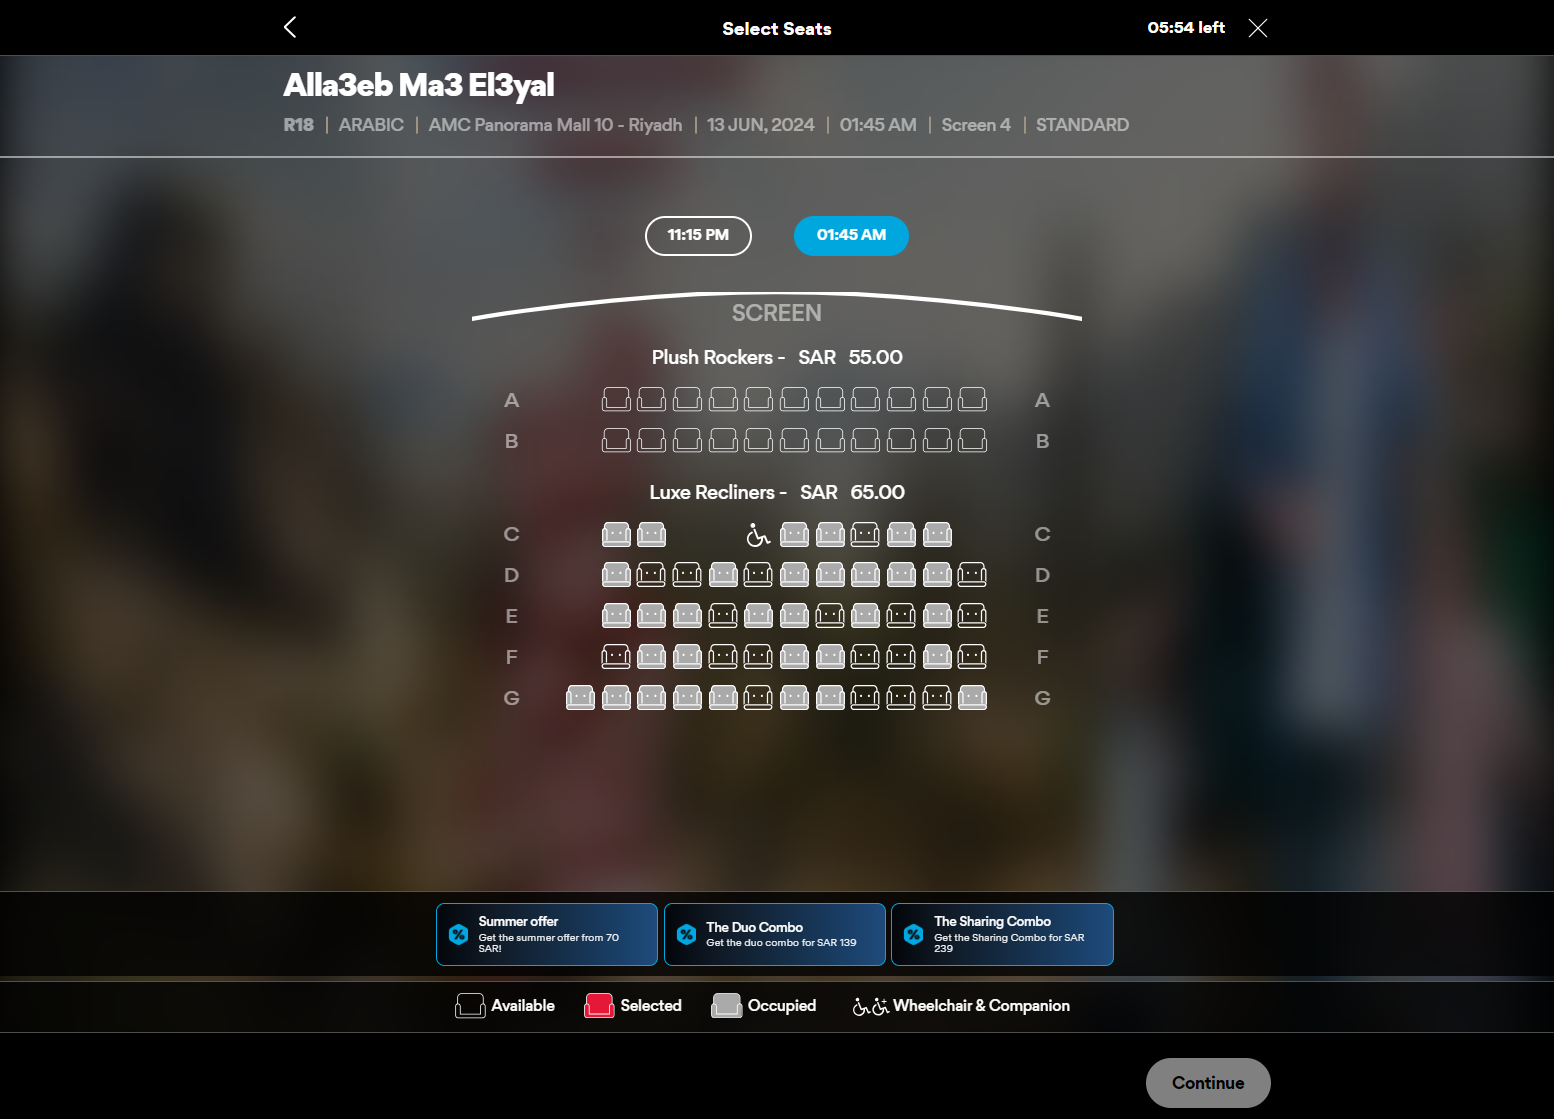 Select Seats
05:54 left
Alla3eb Ma3 El3yal
R18 | ARABIC | AMC Panorama Mall 10 - Riyadh | 13 JUN, 2024 | 01:45 AM | Screen 4 | STANDARD
11:15 PM
01:45 AM
SCREEN
Plush Rockers - SAR 55.00
A A
B B
Luxe Recliners - SAR 65.00
C C
D D
E E
F F
G G
Summer offer
Get the summer offer from 70
SAR!
The Duo Combo
Get the duo combo for SAR 139
The Sharing Combo
Get the Sharing Combo for SAR
239
Available
Selected
Occupied
Wheelchair & Companion
Continue